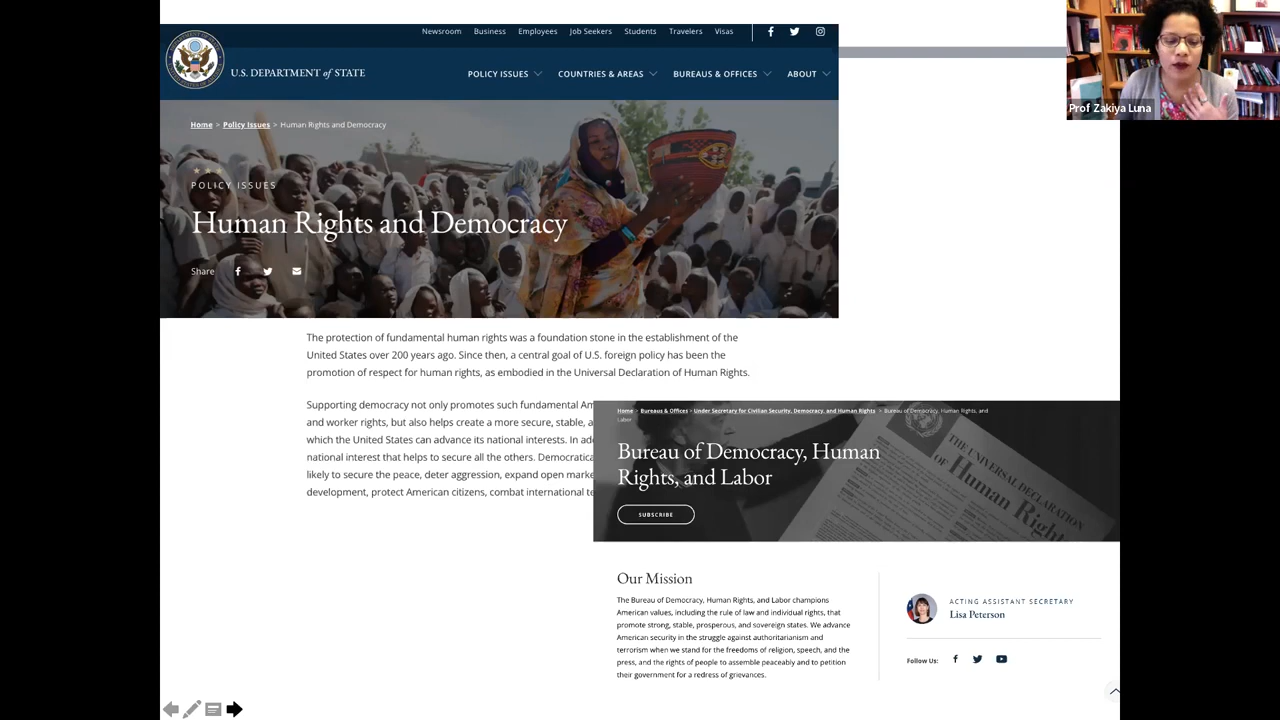 Newsroom Business Employees Job Seekers Students Travelers Visas
U.S. DEPARTMENT of STATE
POLICY ISSUES COUNTRIES & AREAS BUREAUS & OFFICES ABOUT
Prof Zakiya Luna
Home > Policy Issues > Human Rights and Democracy
POLICY ISSUES
Human Rights and Democracy
Share
The protection of fundamental human rights was a foundation stone in the establishment of the
United States over 200 years ago. Since then, a central goal of U.S. foreign policy has been the
promotion of respect for human rights, as embodied in the Universal Declaration of Human Rights.
Supporting democracy not only promotes such fundamental Am
and worker rights, but also helps create a more secure, stable, a
which the United States can advance its national interests. In add
national interest that helps to secure all the others. Democratica
likely to secure the peace, deter aggression, expand open marke
development, protect American citizens, combat international te
Home > Bureaus & Offices > Under Secretary for Civilian Security, Democracy, and Human Rights > Bureau of Democracy, Human Rights, and
Labor
Bureau of Democracy, Human
Rights, and Labor
SUBSCRIBE
THE UNIVERSAL DECLARATION
OF Human Rights
Our Mission
The Bureau of Democracy, Human Rights, and Labor champions
American values, including the rule of law and individual rights, that
promote strong, stable, prosperous, and sovereign states. We advance
American security in the struggle against authoritarianism and
terrorism when we stand for the freedoms of religion, speech, and the
press, and the rights of people to assemble peaceably and to petition
their government for a redress of grievances.
ACTING ASSISTANT SECRETARY
Lisa Peterson
Follow Us: